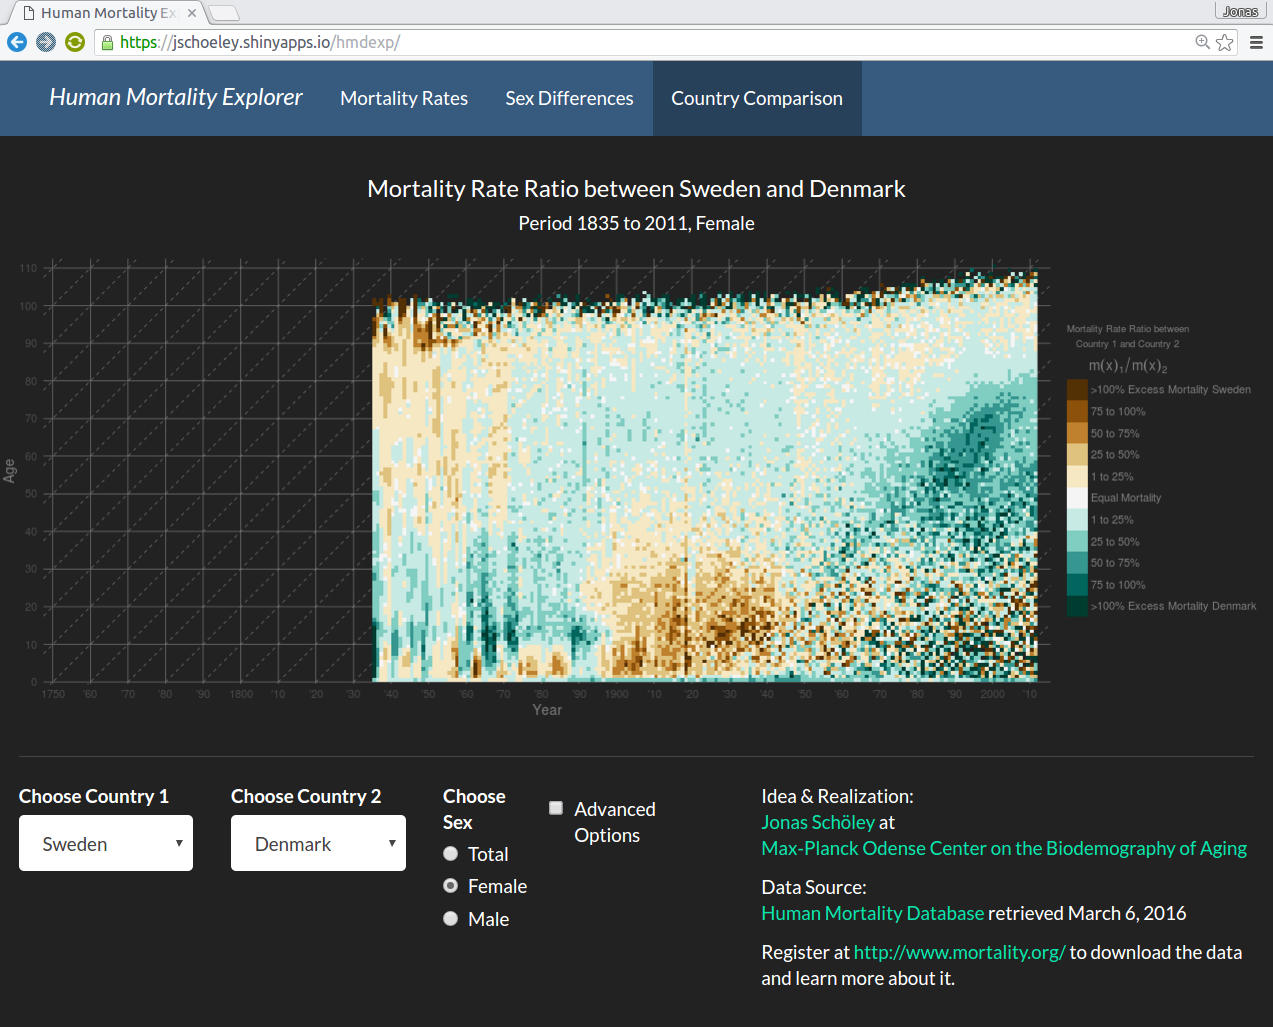 Human Mortality Ex
Jonas
https://jschoeley.shinyapps.io/hmdexp/
Human Mortality Explorer Mortality Rates Sex Differences Country Comparison
Mortality Rate Ratio between Sweden and Denmark
Period 1835 to 2011, Female
110
100
90
80
70
60
50
40
30
20
10
0
Age
1750 '60 '70 '80 '90 1800 '10 '20 '30 '40 '50 '60 '70 '80 '90 1900 '10 '20 '30 '40 '50 '60 '70 '80 '90 2000 '10
Year
Mortality Rate Ratio between
Country 1 and Country 2
m(x)₁/m(x)₂
>100% Excess Mortality Sweden
75 to 100%
50 to 75%
25 to 50%
1 to 25%
Equal Mortality
1 to 25%
25 to 50%
50 to 75%
75 to 100%
>100% Excess Mortality Denmark
Choose Country 1
Sweden
Choose Country 2
Denmark
Choose
Sex
Total
Female
Male
Advanced
Options
Idea & Realization:
Jonas Schöley at
Max-Planck Odense Center on the Biodemography of Aging
Data Source:
Human Mortality Database retrieved March 6, 2016
Register at http://www.mortality.org/ to download the data
and learn more about it.